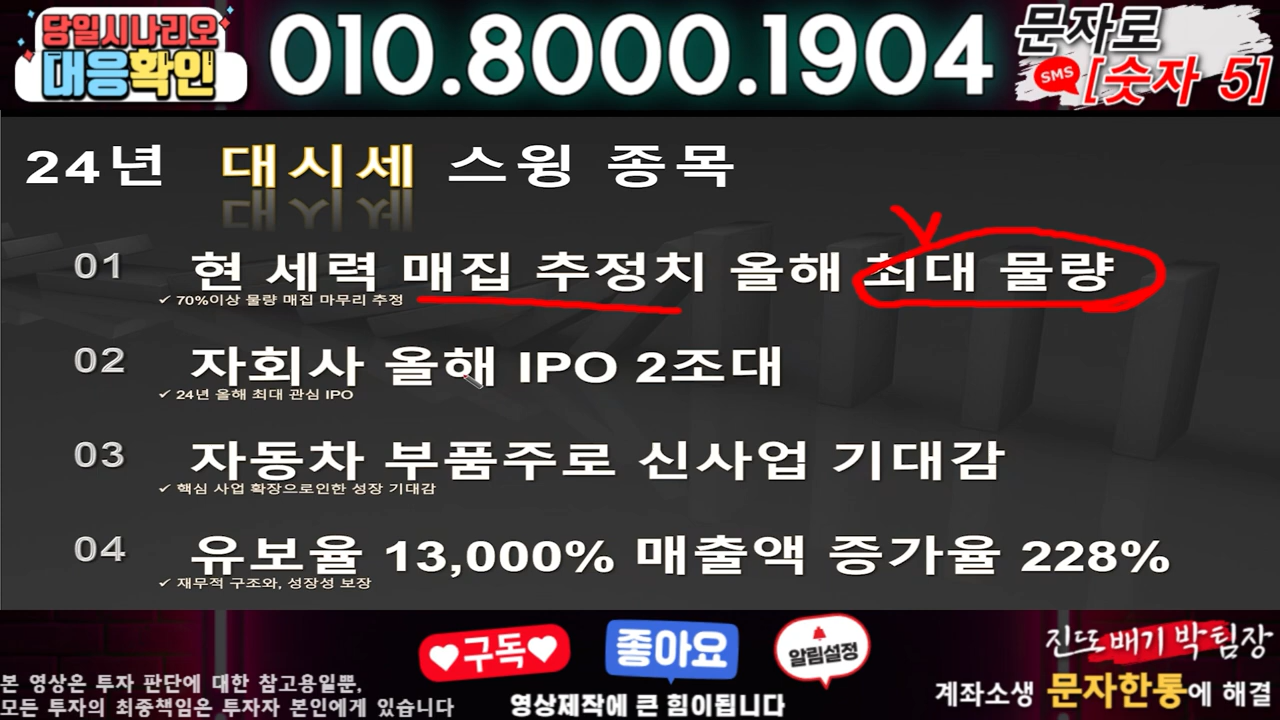 당일시나리오
대응확인
010.8000.1904
문자로
SMS
[숫자 5]
24년 대시세 스윙 종목
01 현 세력 매집 추정치 올해 최대 물량
✓ 70%이상 물량 매집 마무리 추정
02 자회사 올해 IPO 2조대
✓ 24년 올해 최대 관심 IPO
03 자동차 부품주로 신사업 기대감
✓ 핵심 사업 확장으로인한 성장 기대감
04 유보율 13,000% 매출액 증가율 228%
✓ 재무적 구조와, 성장성 보장
구독
좋아요
알림설정
진또배기 박팀장
본 영상은 투자 판단에 대한 참고용일뿐,
모든 투자의 최종책임은 투자자 본인에게 있습니다
영상제작에 큰 힘이됩니다
계좌소생 문자한통에 해결